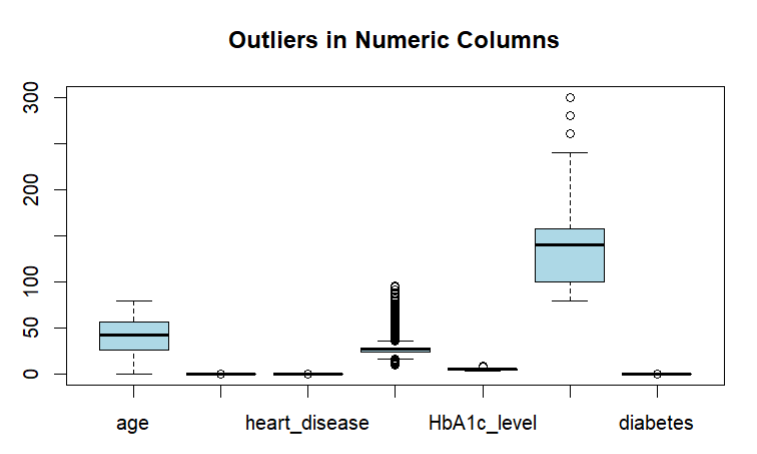 Outliers in Numeric Columns
300
200
100
50
0
age heart_disease HbA1c_level diabetes